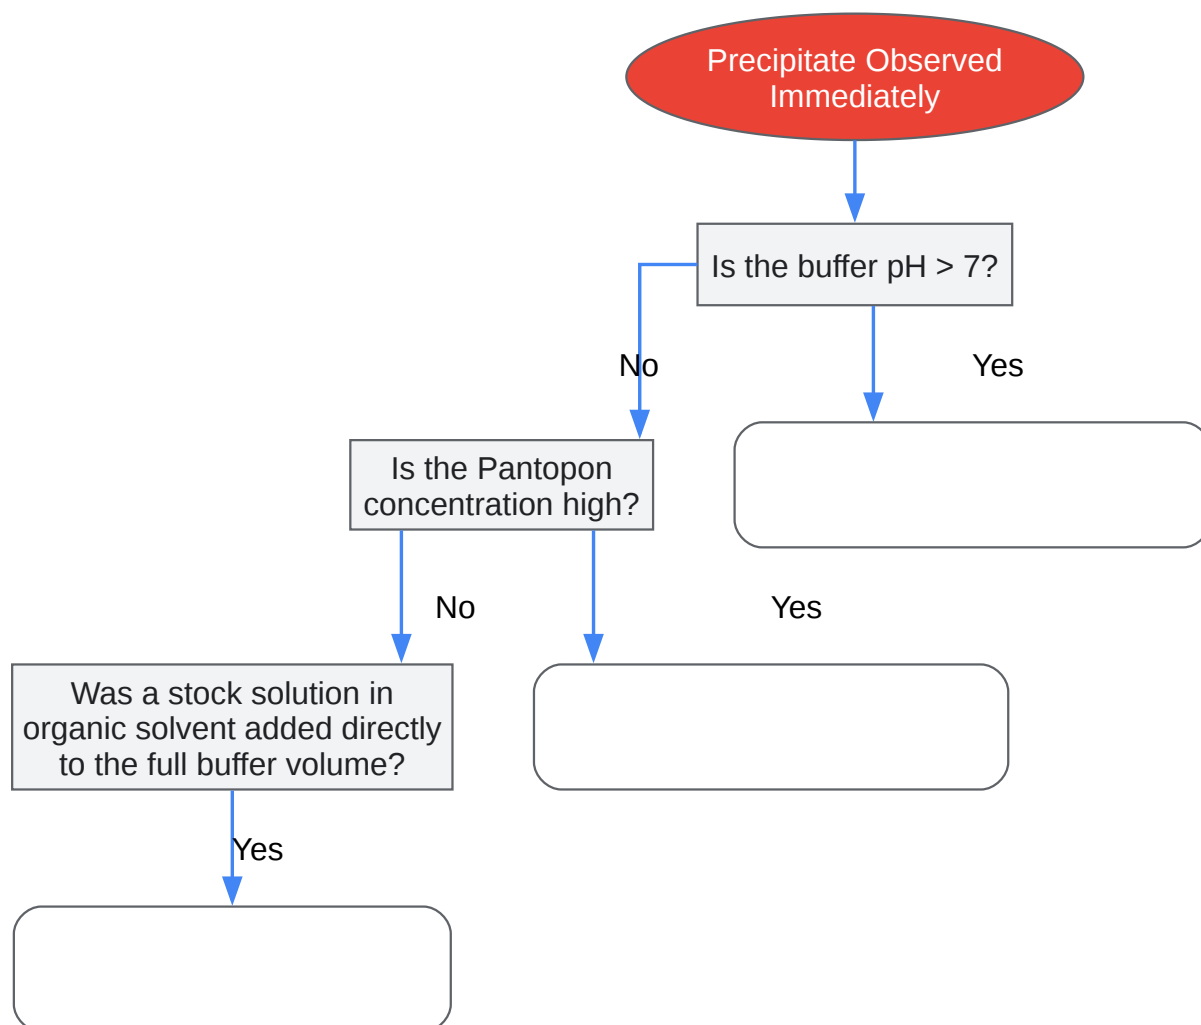 Precipitate Observed
Immediately
Is the buffer pH > 7?
No
Yes
Is the Pantopon
concentration high?
No
Yes
Was a stock solution in
organic solvent added directly
to the full buffer volume?
Yes